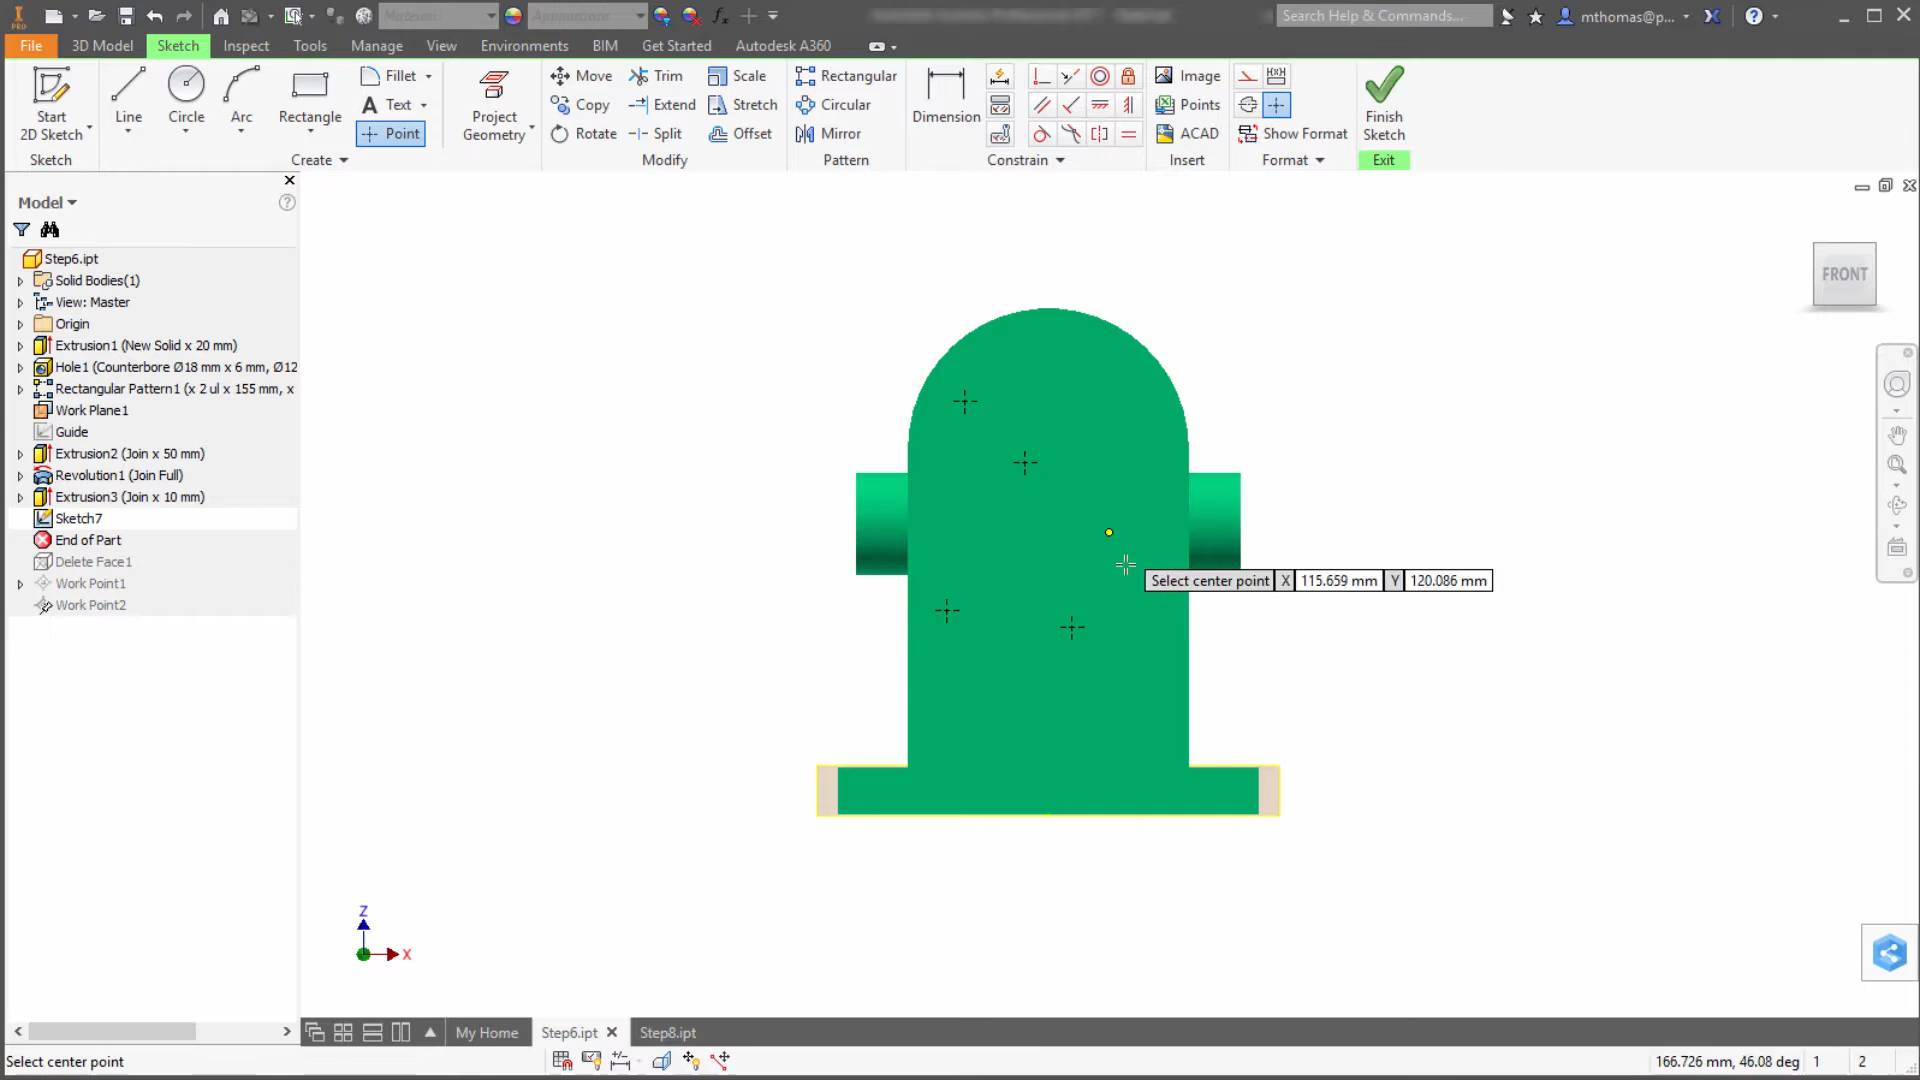 PRO
Material
Appearance
Search Help & Commands...
mthomas@p...
File
3D Model
Sketch
Inspect
Tools
Manage
View
Environments
BIM
Get Started
Autodesk A360
Start
2D Sketch
Line
Circle
Arc
Rectangle
Fillet
Text
Point
Project
Geometry
Move
Copy
Rotate
Trim
Extend
Split
Scale
Stretch
Offset
Rectangular
Circular
Mirror
Dimension
Image
Points
ACAD
Show Format
Finish
Sketch
Sketch
Create
Modify
Pattern
Constrain
Insert
Format
Exit
Model
Step6.ipt
Solid Bodies(1)
View: Master
Origin
Extrusion1 (New Solid x 20 mm)
Hole1 (Counterbore Ø18 mm x 6 mm, Ø12
Rectangular Pattern1 (x 2 ul x 155 mm, x
Work Plane1
Guide
Extrusion2 (Join x 50 mm)
Revolution1 (Join Full)
Extrusion3 (Join x 10 mm)
Sketch7
End of Part
Delete Face1
Work Point1
Work Point2
FRONT
Select center point X 115.659 mm Y 120.086 mm
Z
X
My Home
Step6.ipt
Step8.ipt
Select center point
166.726 mm, 46.08 deg 1 2